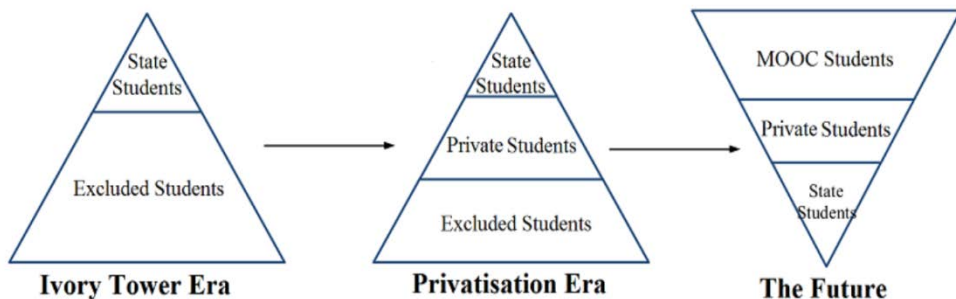 State
Students
Excluded Students
Ivory Tower Era
State
Students
Private Students
Excluded Students
Privatisation Era
MOOC Students
Private Students
State
Students
The Future